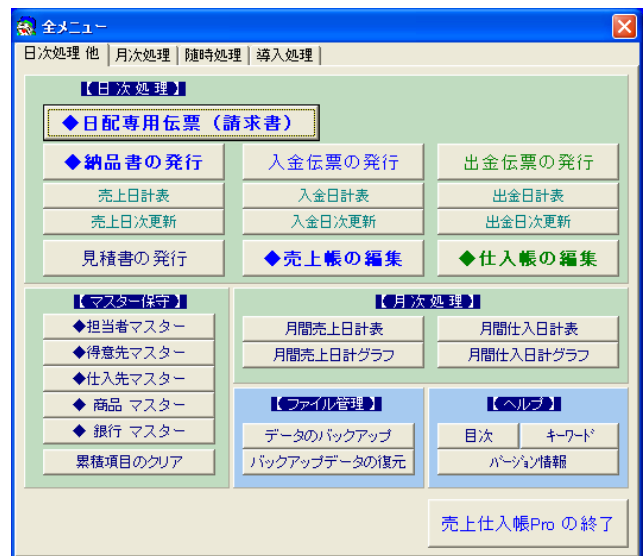 全メニュー
日次処理 他 月次処理 随時処理 導入処理
【日 次 処 理】
◆日配専用伝票（請求書）
◆納品書の発行 入金伝票の発行 出金伝票の発行
売上日計表 入金日計表 出金日計表
売上日次更新 入金日次更新 出金日次更新
見積書の発行 ◆売上帳の編集 ◆仕入帳の編集
【マスター保守】
◆担当者マスター
◆得意先マスター
◆仕入先マスター
◆ 商品 マスター
◆ 銀行 マスター
累積項目のクリア
【月 次 処 理】
月間売上日計表 月間仕入日計表
月間売上日計グラフ 月間仕入日計グラフ
【ファイル管理】
データのバックアップ
バックアップデータの復元
【ヘルプ】
目次 キーワード
バージョン情報
売上仕入帳Pro の終了